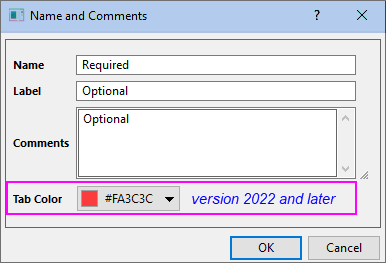 Name and Comments ?
Name Required
Label Optional
Comments Optional
Tab Color #FA3C3C version 2022 and later
OK Cancel